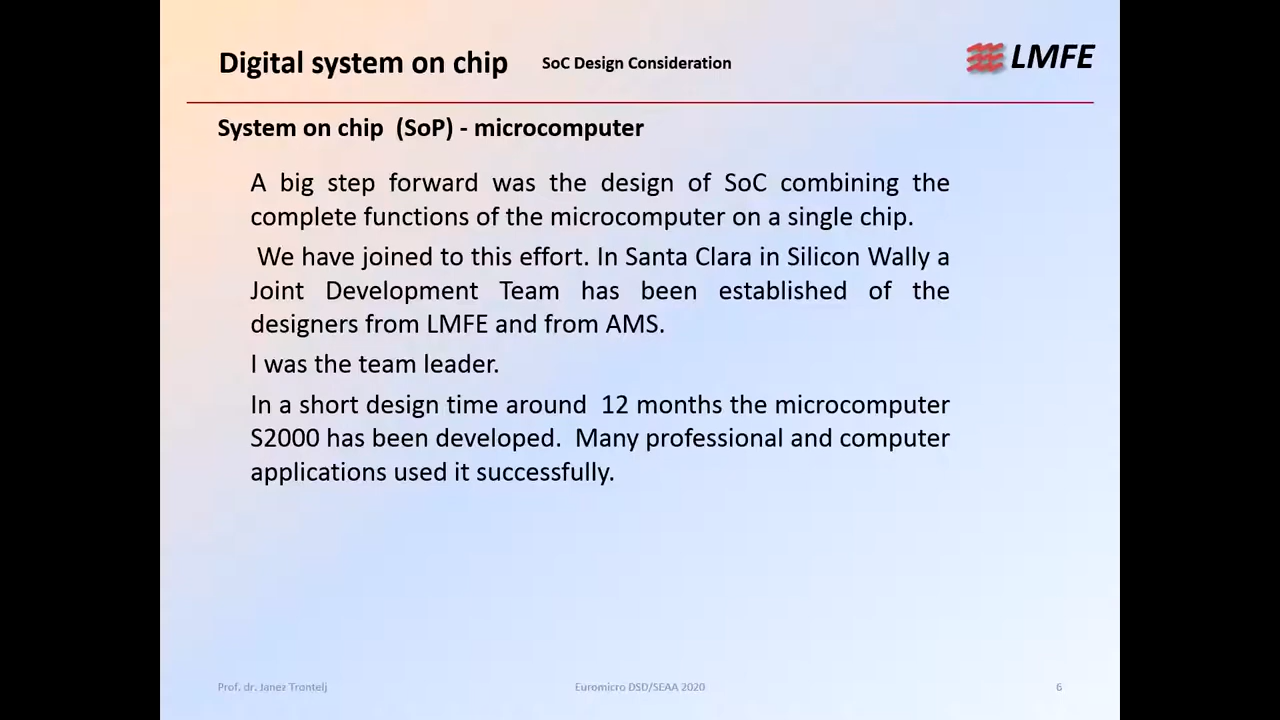 Digital system on chip SoC Design Consideration LMFE
System on chip (SoP) - microcomputer
A big step forward was the design of SoC combining the
complete functions of the microcomputer on a single chip.
We have joined to this effort. In Santa Clara in Silicon Wally a
Joint Development Team has been established of the
designers from LMFE and from AMS.
I was the team leader.
In a short design time around 12 months the microcomputer
S2000 has been developed. Many professional and computer
applications used it successfully.
Prof. dr. Janez Trontelj Euromicro DSD/SEAA 2020 6